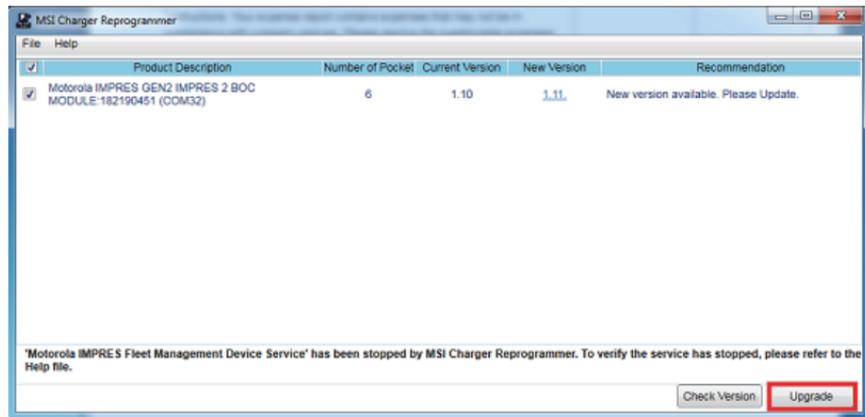 MSI Charger Reprogrammer
File Help
Product Description Number of Pocket Current Version New Version Recommendation
Motorola IMPRES GEN2 IMPRES 2 BOC
MODULE:182190451 (COM32) 6 1.10 1.11. New version available. Please Update.
'Motorola IMPRES Fleet Management Device Service' has been stopped by MSI Charger Reprogrammer. To verify the service has stopped, please refer to the
Help file.
Check Version Upgrade